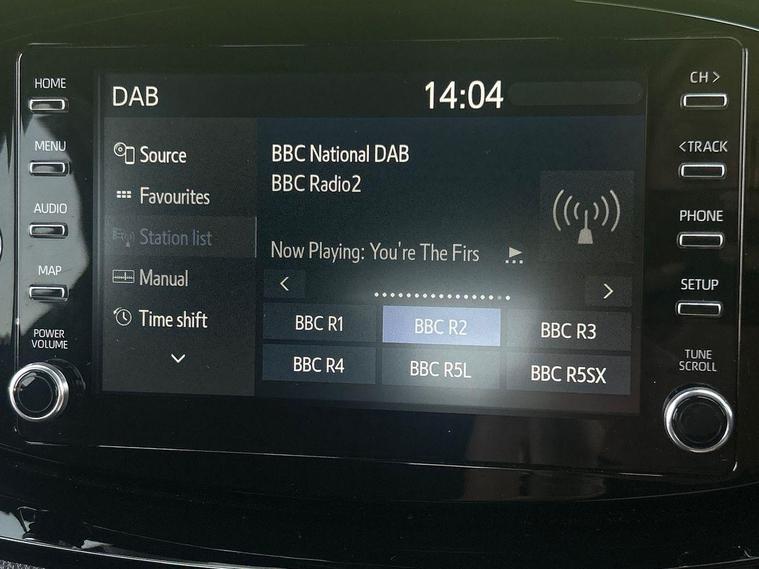 HOME
MENU
AUDIO
MAP
POWER
VOLUME
DAB
14:04
Source
Favourites
Station list
Manual
Time shift
BBC National DAB
BBC Radio2
Now Playing: You're The Firs
BBC R1
BBC R2
BBC R3
BBC R4
BBC R5L
BBC R5SX
CH >
<TRACK
PHONE
SETUP
TUNE
SCROLL